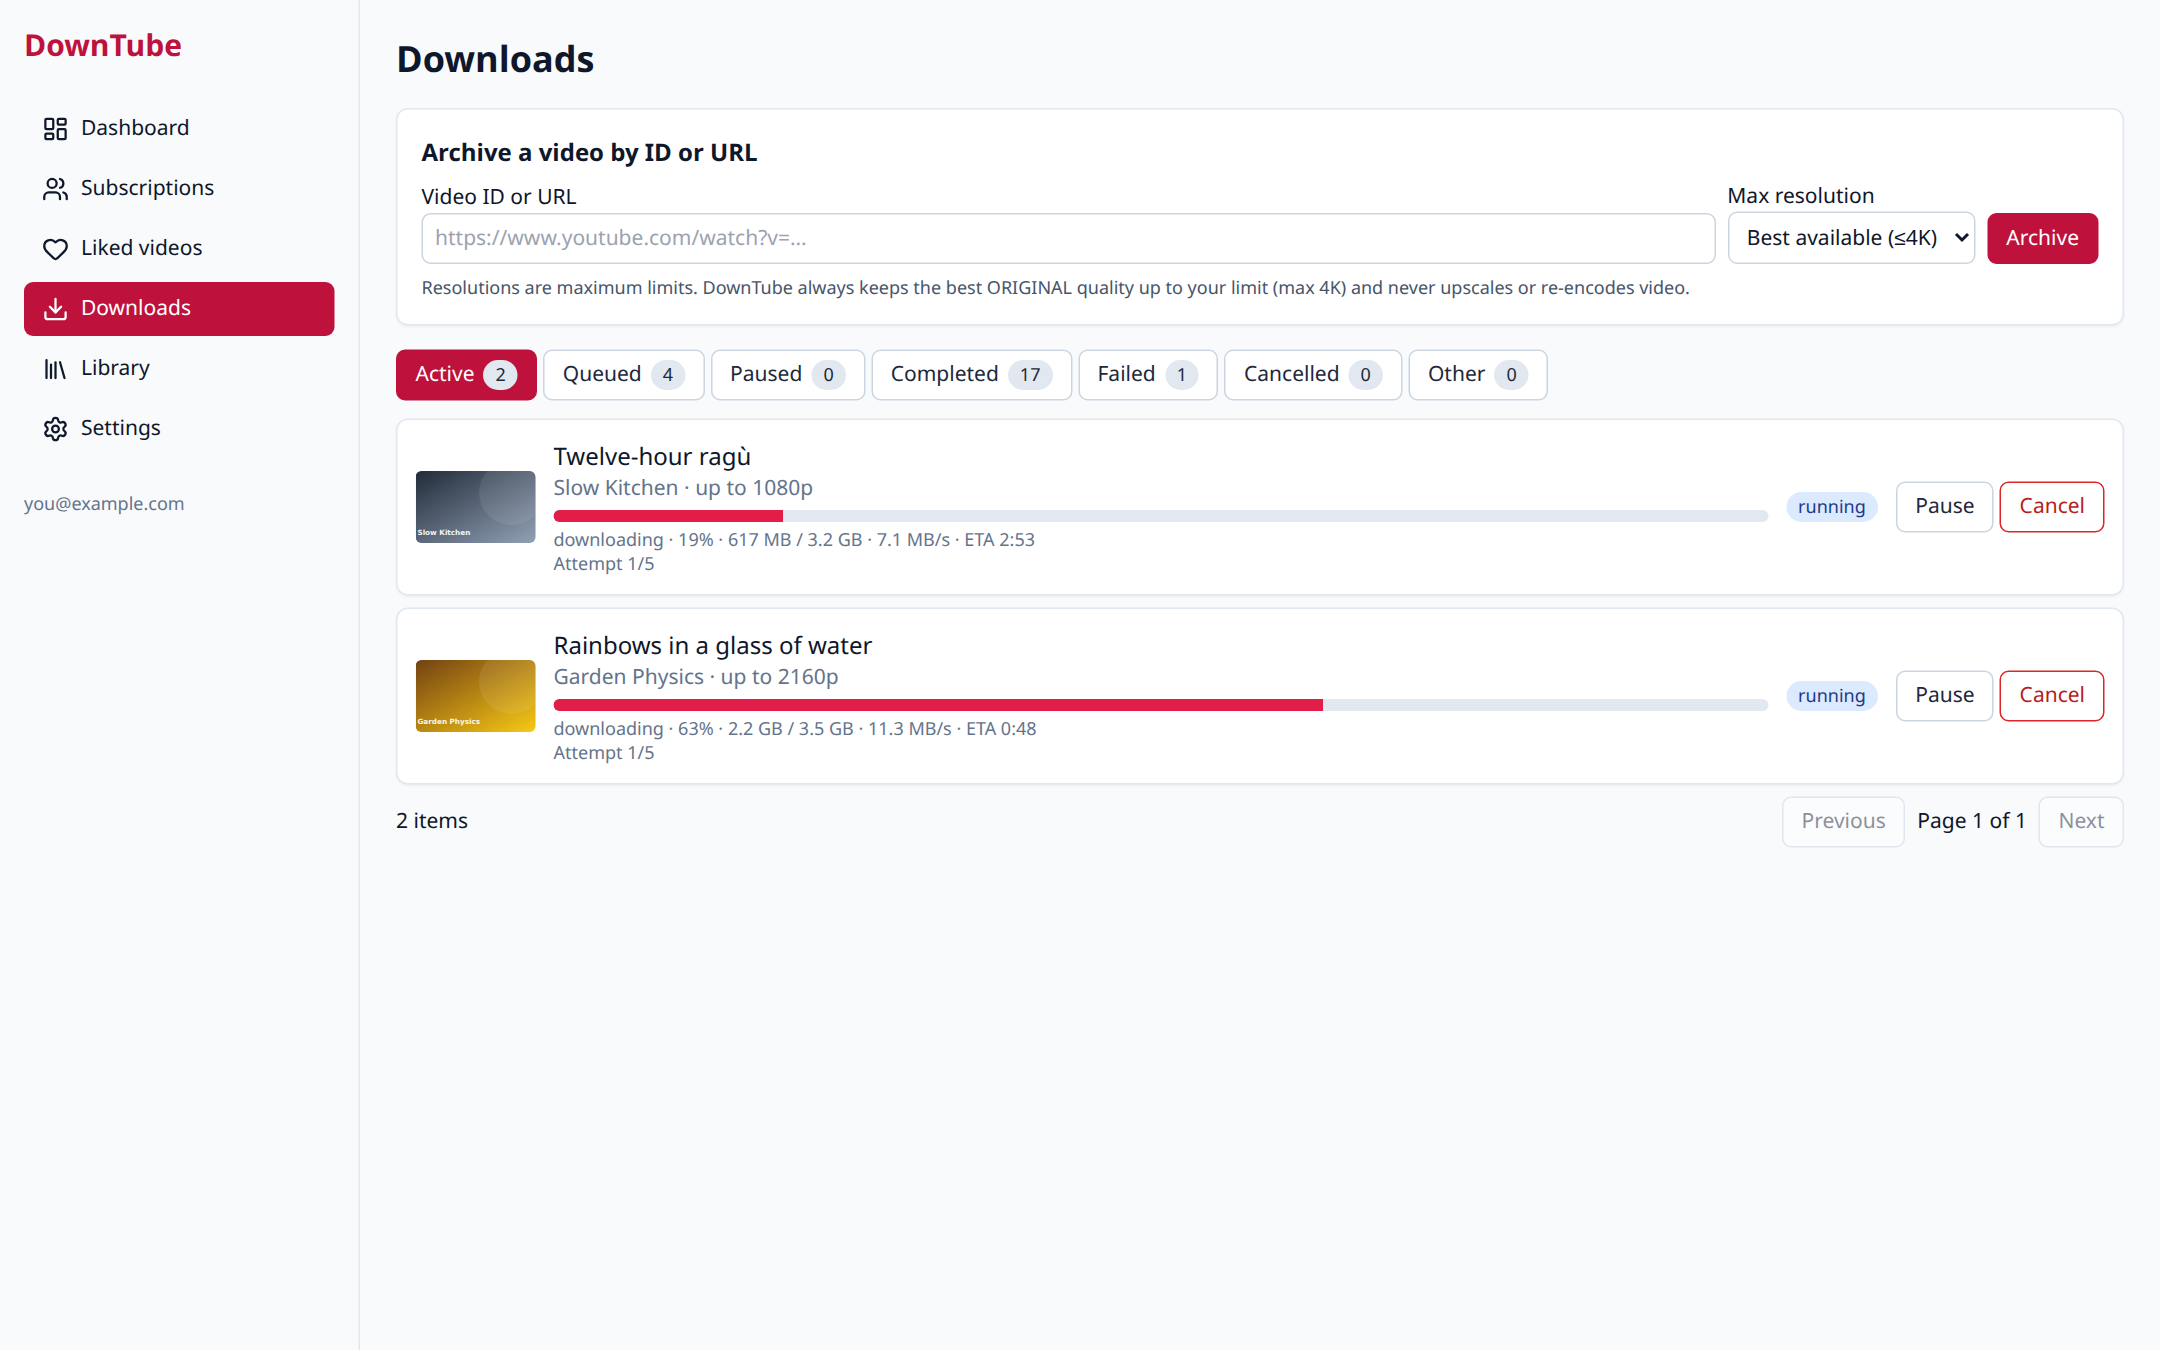 DownTube
Dashboard
Subscriptions
Liked videos
Downloads
Library
Settings
you@example.com
Downloads
Archive a video by ID or URL
Video ID or URL
Max resolution
https://www.youtube.com/watch?v=...
Best available (≤4K)
Archive
Resolutions are maximum limits. DownTube always keeps the best ORIGINAL quality up to your limit (max 4K) and never upscales or re-encodes video.
Active 2
Queued 4
Paused 0
Completed 17
Failed 1
Cancelled 0
Other 0
Slow Kitchen
Twelve-hour ragù
Slow Kitchen · up to 1080p
downloading · 19% · 617 MB / 3.2 GB · 7.1 MB/s · ETA 2:53
Attempt 1/5
running
Pause
Cancel
Garden Physics
Rainbows in a glass of water
Garden Physics · up to 2160p
downloading · 63% · 2.2 GB / 3.5 GB · 11.3 MB/s · ETA 0:48
Attempt 1/5
running
Pause
Cancel
2 items
Previous
Page 1 of 1
Next